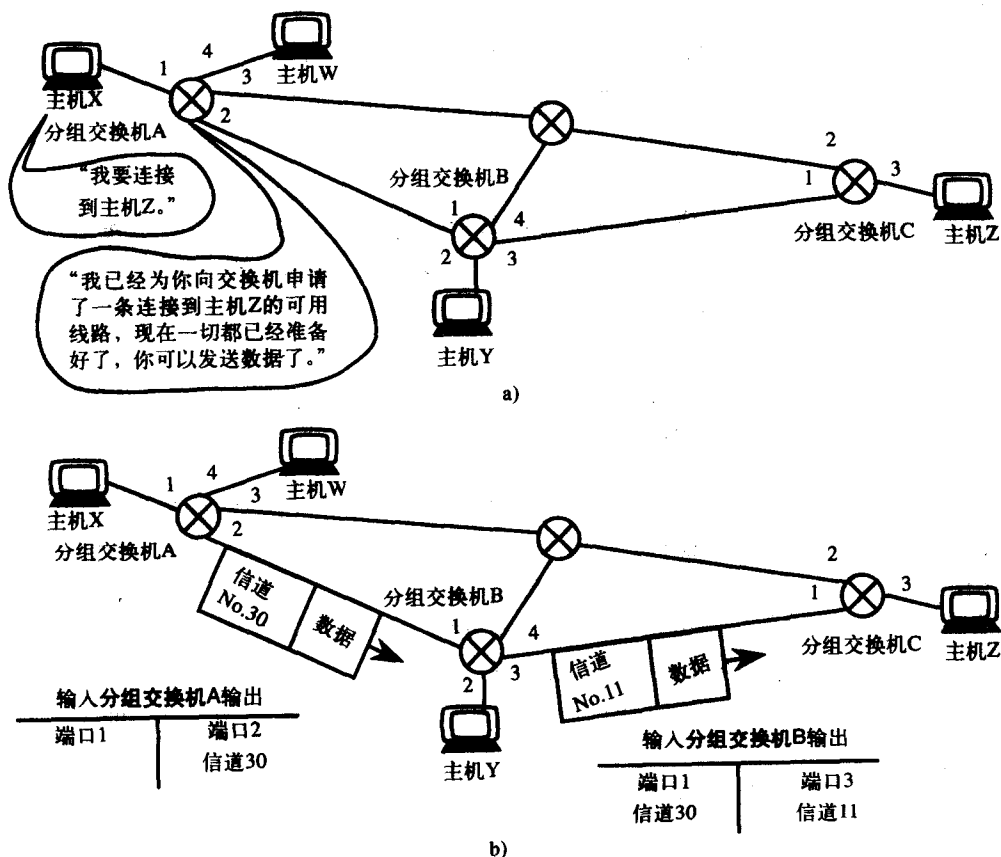 4
1
3
主机W
主机X
2
分组交换机A
“我要连接
到主机Z。”
分组交换机B
2
1
3
1
4
2
3
分组交换机C
主机Z
“我已经为你向交换机申请
了一条连接到主机Z的可用
线路，现在一切都已经准备
好了，你可以发送数据了。”
主机Y
a)
4
1
3
主机W
主机X
2
分组交换机A
信道
No.30
数据
分组交换机B
2
1
3
1
4
2
3
分组交换机C
主机Z
信道
No.11
数据
主机Y
输入分组交换机A输出
端口1 端口2
信道30
输入分组交换机B输出
端口1 端口3
信道30 信道11
b)